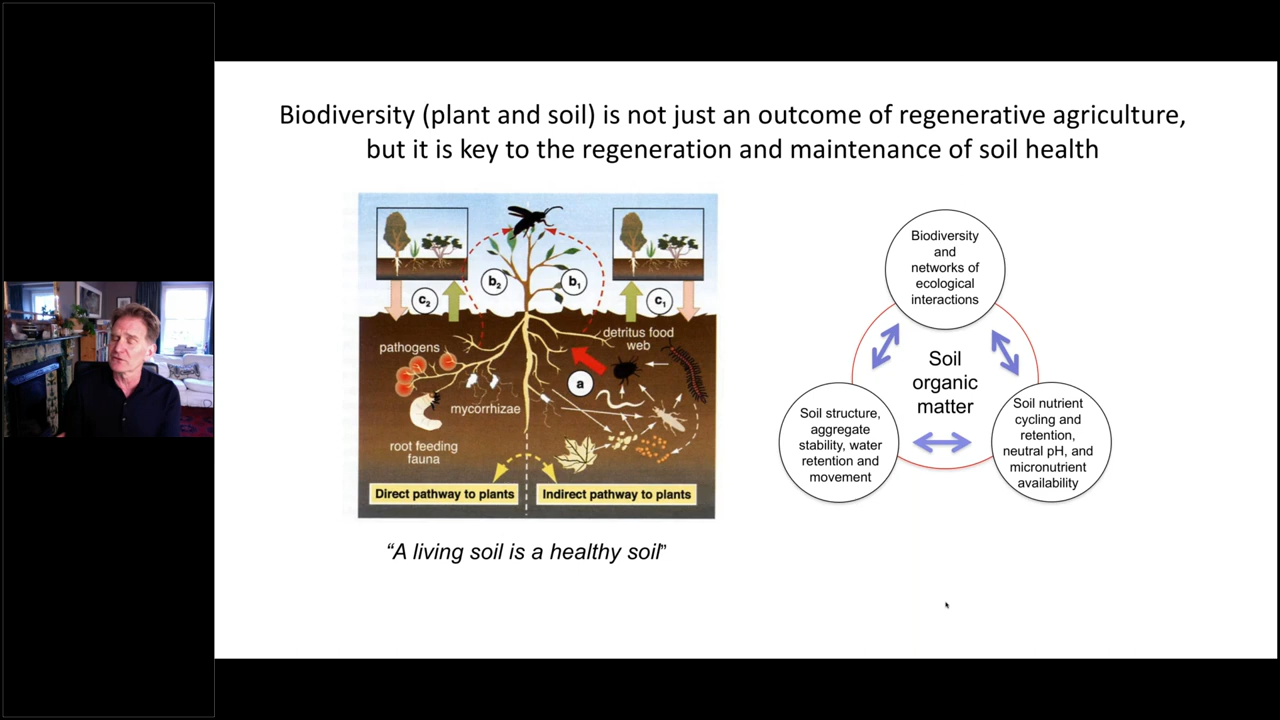 Biodiversity (plant and soil) is not just an outcome of regenerative agriculture,
but it is key to the regeneration and maintenance of soil health
c₂
b₂
b₁
c₁
pathogens
detritus food
web
a
mycorrhizae
root feeding
fauna
Direct pathway to plants
Indirect pathway to plants
“A living soil is a healthy soil”
Biodiversity
and
networks of
ecological
interactions
Soil
organic
matter
Soil structure,
aggregate
stability, water
retention and
movement
Soil nutrient
cycling and
retention,
neutral pH, and
micronutrient
availability